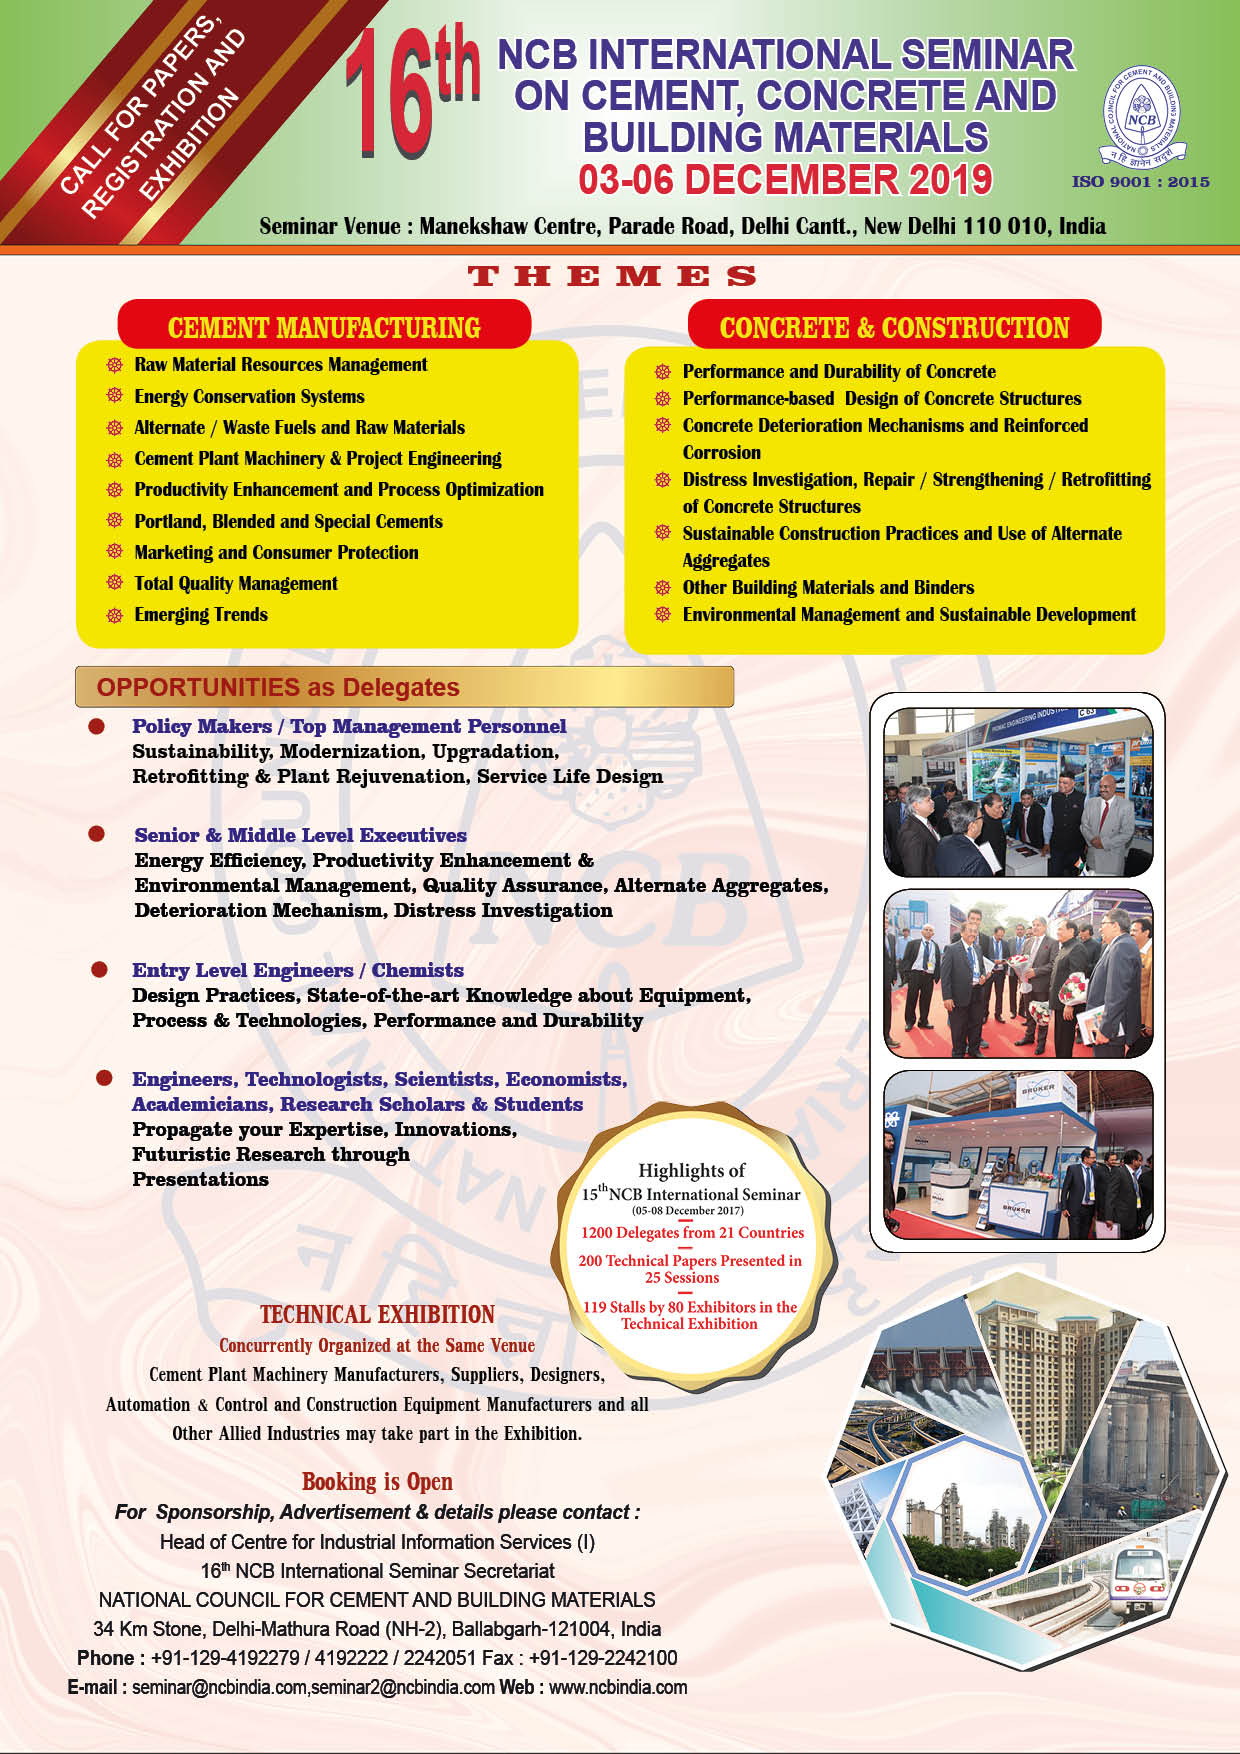 CALL FOR PAPERS,
REGISTRATION AND
EXHIBITION
16th
NCB INTERNATIONAL SEMINAR
ON CEMENT, CONCRETE AND
BUILDING MATERIALS
03-06 DECEMBER 2019
NATIONAL COUNCIL FOR CEMENT AND BUILDING MATERIALS
NCB
न हि ज्ञानेन सदृशं
ISO 9001 : 2015
Seminar Venue : Manekshaw Centre, Parade Road, Delhi Cantt., New Delhi 110 010, India
THEMES
CEMENT MANUFACTURING
Raw Material Resources Management
Energy Conservation Systems
Alternate / Waste Fuels and Raw Materials
Cement Plant Machinery & Project Engineering
Productivity Enhancement and Process Optimization
Portland, Blended and Special Cements
Marketing and Consumer Protection
Total Quality Management
Emerging Trends
CONCRETE & CONSTRUCTION
Performance and Durability of Concrete
Performance-based Design of Concrete Structures
Concrete Deterioration Mechanisms and Reinforced
Corrosion
Distress Investigation, Repair / Strengthening / Retrofitting
of Concrete Structures
Sustainable Construction Practices and Use of Alternate
Aggregates
Other Building Materials and Binders
Environmental Management and Sustainable Development
OPPORTUNITIES as Delegates
Policy Makers / Top Management Personnel
Sustainability, Modernization, Upgradation,
Retrofitting & Plant Rejuvenation, Service Life Design
Senior & Middle Level Executives
Energy Efficiency, Productivity Enhancement &
Environmental Management, Quality Assurance, Alternate Aggregates,
Deterioration Mechanism, Distress Investigation
Entry Level Engineers / Chemists
Design Practices, State-of-the-art Knowledge about Equipment,
Process & Technologies, Performance and Durability
Engineers, Technologists, Scientists, Economists,
Academicians, Research Scholars & Students
Propagate your Expertise, Innovations,
Futuristic Research through
Presentations
Highlights of
15th NCB International Seminar
(05-08 December 2017)
1200 Delegates from 21 Countries
200 Technical Papers Presented in
25 Sessions
119 Stalls by 80 Exhibitors in the
Technical Exhibition
ENGINEERING INDUSTRI
C 63
BRUKER
BRUKER
BRUKER
TECHNICAL EXHIBITION
Concurrently Organized at the Same Venue
Cement Plant Machinery Manufacturers, Suppliers, Designers,
Automation & Control and Construction Equipment Manufacturers and all
Other Allied Industries may take part in the Exhibition.
Booking is Open
For Sponsorship, Advertisement & details please contact :
Head of Centre for Industrial Information Services (I)
16th NCB International Seminar Secretariat
NATIONAL COUNCIL FOR CEMENT AND BUILDING MATERIALS
34 Km Stone, Delhi-Mathura Road (NH-2), Ballabgarh-121004, India
Phone : +91-129-4192279 / 4192222 / 2242051 Fax : +91-129-2242100
E-mail : seminar@ncbindia.com,seminar2@ncbindia.com Web : www.ncbindia.com